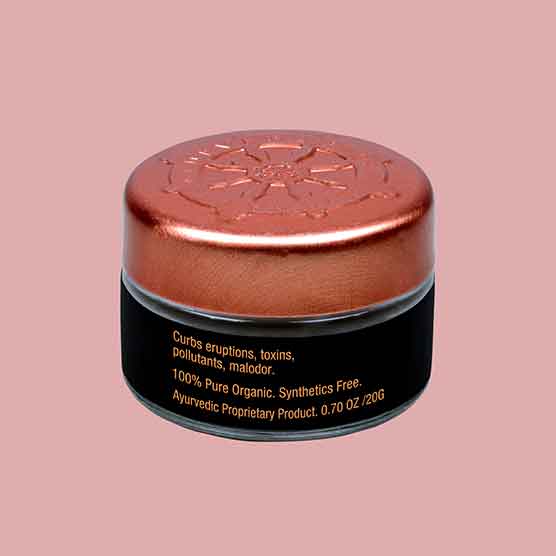 Curbs eruptions, toxins,
pollutants, malodor.
100% Pure Organic. Synthetics Free.
Ayurvedic Proprietary Product. 0.70 OZ /20G